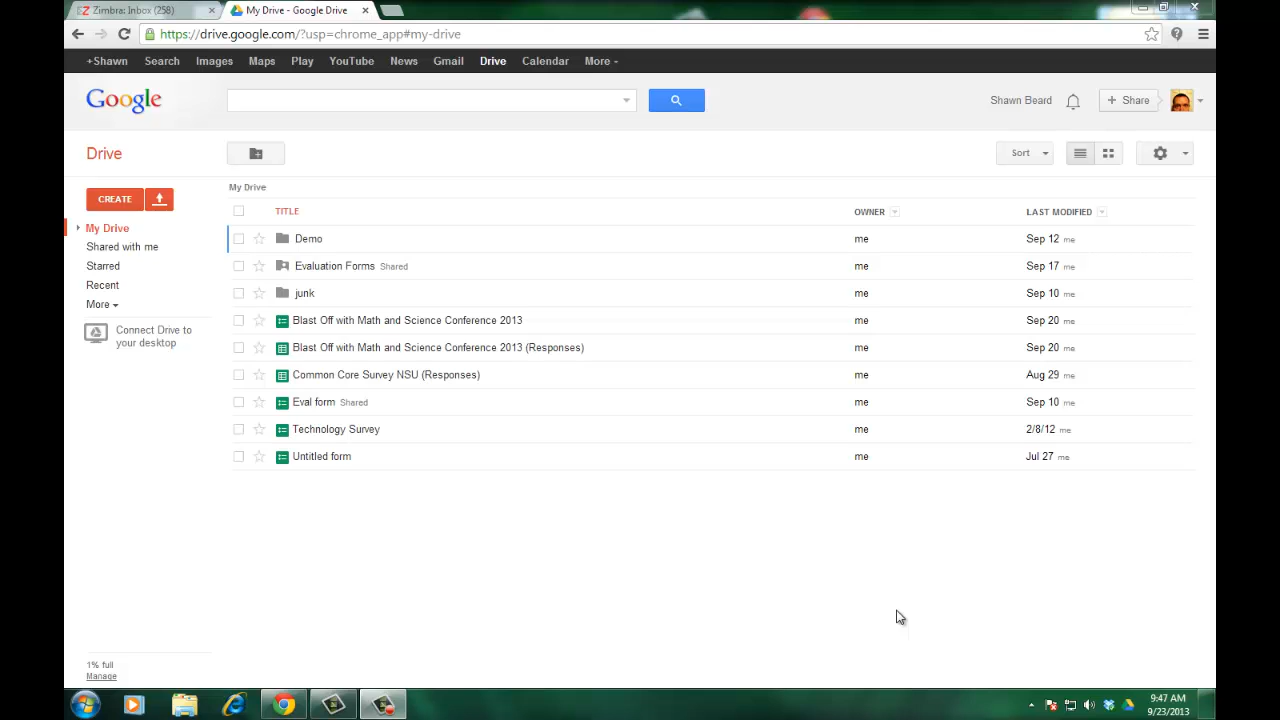 Zimbra: Inbox (258)
My Drive - Google Drive
https://drive.google.com/?usp=chrome_app#my-drive
+Shawn Search Images Maps Play YouTube News Gmail Drive Calendar More
Google
Shawn Beard
+ Share
Drive
Sort
CREATE
My Drive
Shared with me
Starred
Recent
More
Connect Drive to
your desktop
1% full
Manage
My Drive
TITLE OWNER LAST MODIFIED
Demo me Sep 12 me
Evaluation Forms Shared me Sep 17 me
junk me Sep 10 me
Blast Off with Math and Science Conference 2013 me Sep 20 me
Blast Off with Math and Science Conference 2013 (Responses) me Sep 20 me
Common Core Survey NSU (Responses) me Aug 29 me
Eval form Shared me Sep 10 me
Technology Survey me 2/8/12 me
Untitled form me Jul 27 me
9:47 AM
9/23/2013